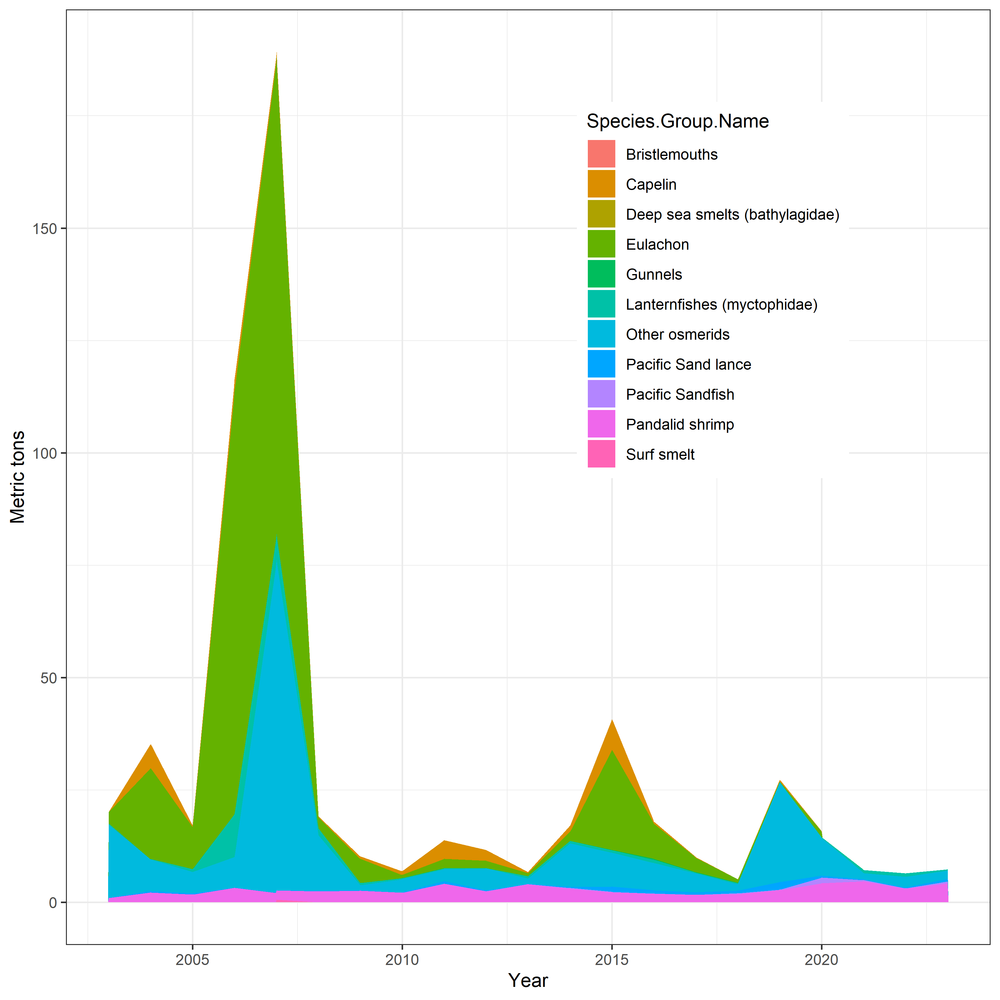 Species.Group.Name
Bristlemouths
Capelin
Deep sea smelts (bathylagidae)
Eulachon
Gunnels
Lanternfishes (myctophidae)
Other osmerids
Pacific Sand lance
Pacific Sandfish
Pandalid shrimp
Surf smelt
150
100
50
0
Metric tons
2005 2010 2015 2020
Year